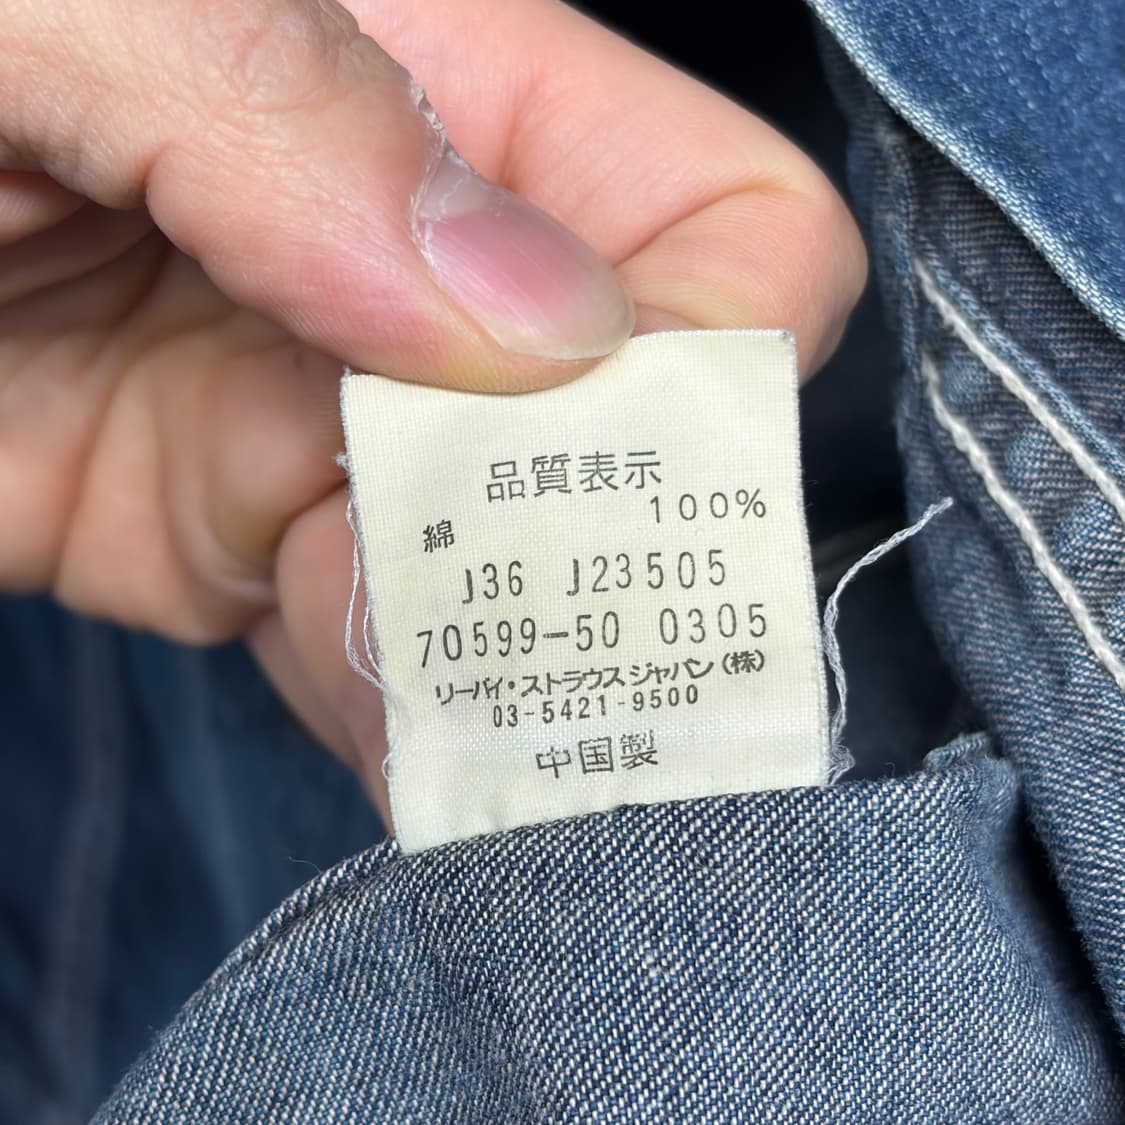 品質表示
綿 100%
J36 J23505
70599-50 0305
リーバイ・ストラウス ジャパン(株)
03-5421-9500
中国製